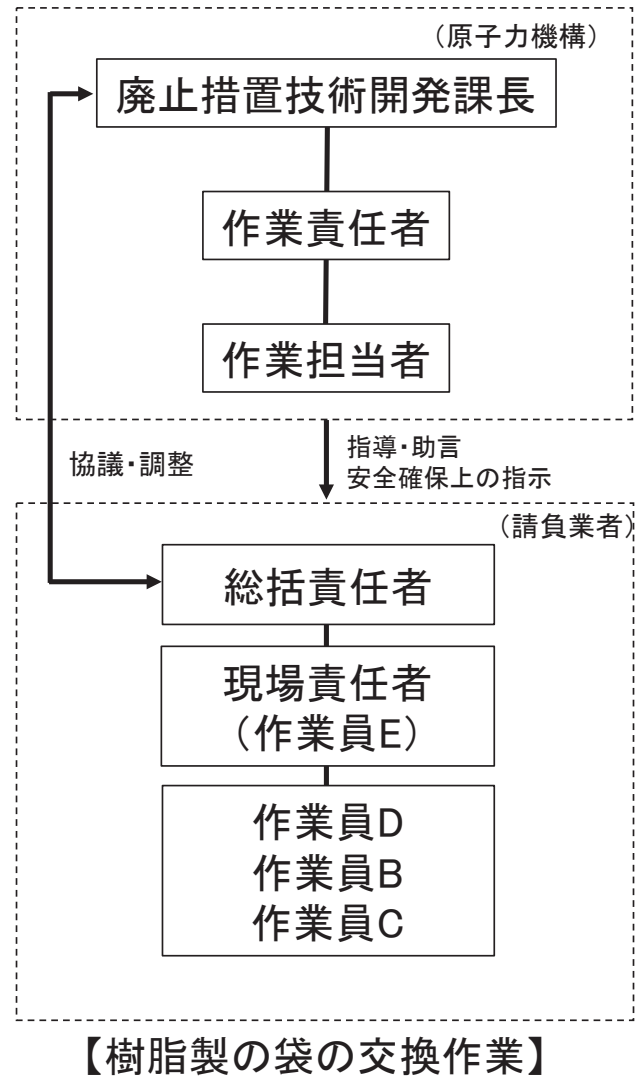 （原子力機構）
廃止措置技術開発課長
作業責任者
作業担当者
協議・調整
指導・助言
安全確保上の指示
（請負業者）
総括責任者
現場責任者
（作業員E）
作業員D
作業員B
作業員C
【樹脂製の袋の交換作業】